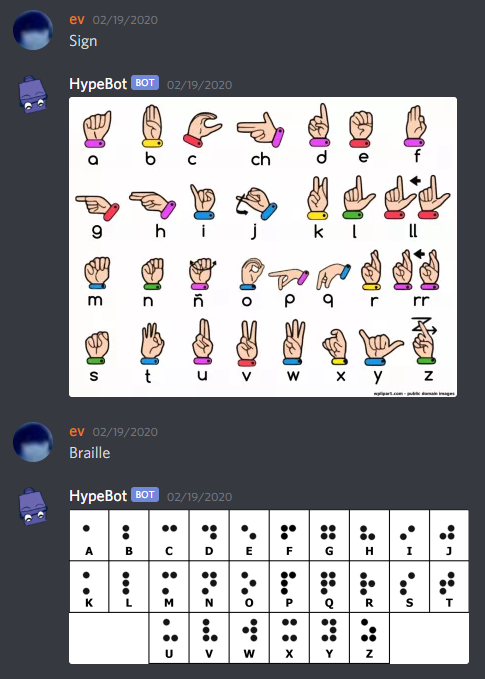 ev 02/19/2020
Sign
HypeBot BOT 02/19/2020
a b c ch d e f
g h i j k l ll
m n ñ o p q r rr
s t u v w x y z
wpclipart.com - public domain images
ev 02/19/2020
Braille
HypeBot BOT 02/19/2020
A B C D E F G H I J
K L M N O P Q R S T
U V W X Y Z